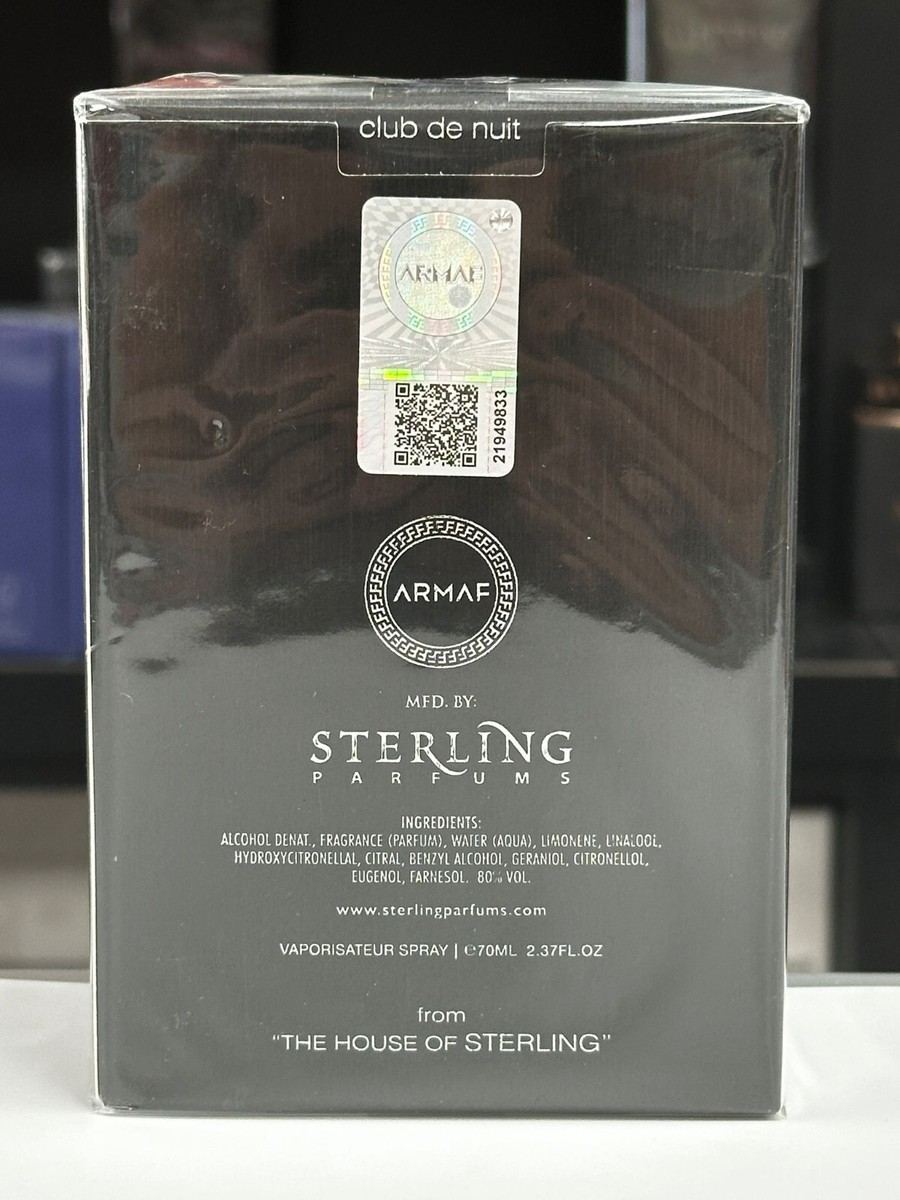 club de nuit
ARMAF
21949833
ARMAF
MFD. BY:
STERLING
PARFUMS
INGREDIENTS:
ALCOHOL DENAT., FRAGRANCE (PARFUM), WATER (AQUA), LIMONENE, LINALOOL,
HYDROXYCITRONELLAL, CITRAL, BENZYL ALCOHOL, GERANIOL, CITRONELLOL,
EUGENOL, FARNESOL. 80% VOL.
www.sterlingparfums.com
VAPORISATEUR SPRAY | ℮70ML 2.37FL.OZ
from
"THE HOUSE OF STERLING"